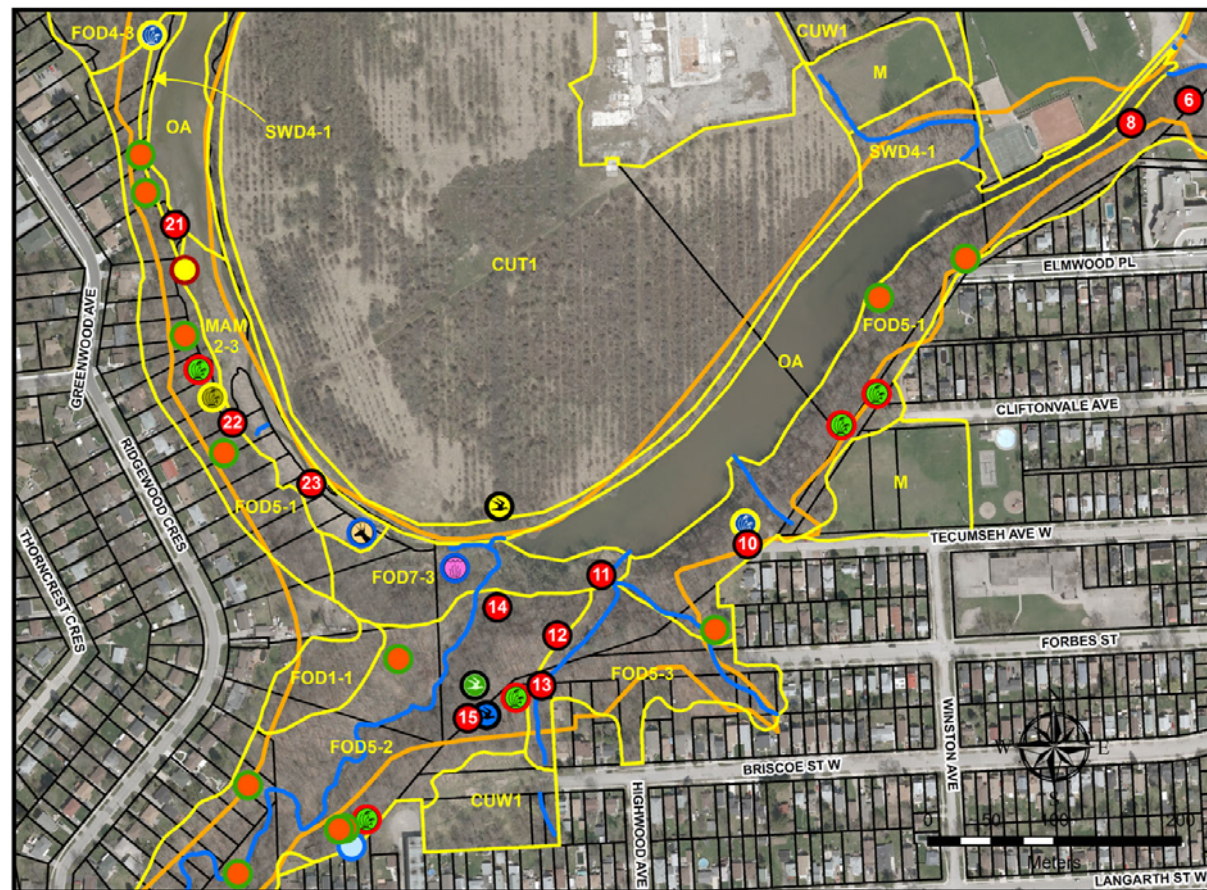 FOD4-3
CUW1
M
6
8
OA
SWD4-1
SWD4-1
21
CUT1
ELMWOOD PL
GREENWOOD AVE
MAM
2-3
FOD5-1
OA
CLIFTONVALE AVE
22
RIDGEWOOD CRES
23
M
FOD5-1
THORNCREST CRES
10
TECUMSEH AVE W
FOD7-3
11
14
12
FORBES ST
FOD1-1
13
FOD5-3
15
WINSTON AVE
W
E
FOD5-2
BRISCOE ST W
S
CUW1
HIGHWOOD AVE
0
50
100
200
Meters
LANGARTH ST W